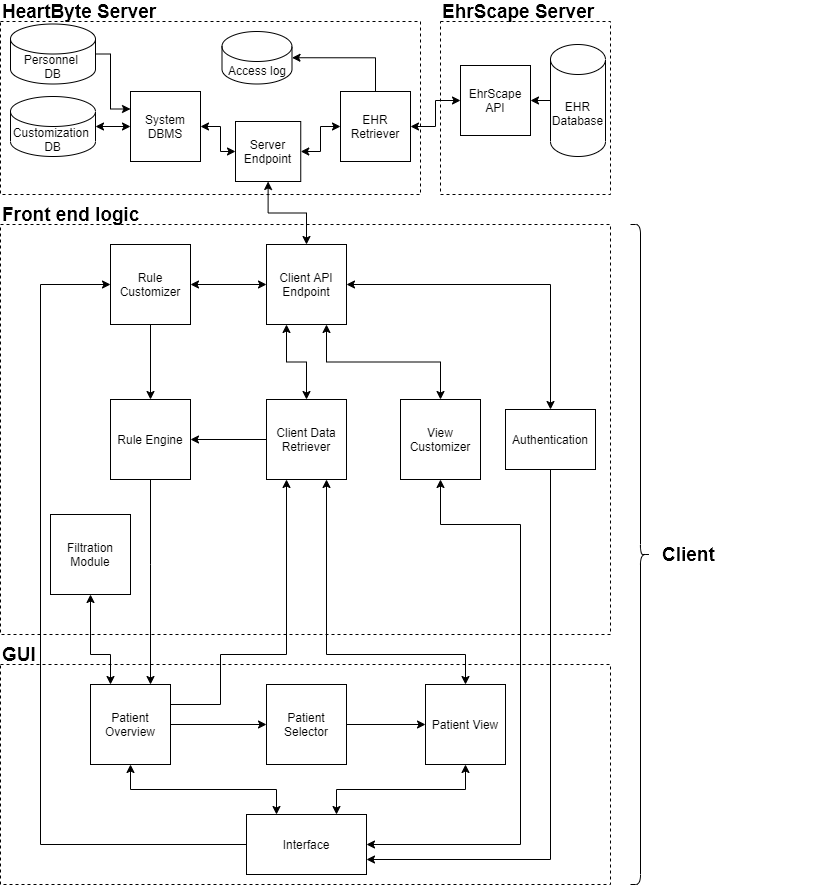 HeartByte Server
EhrScape Server
Personnel
DB
Access log
EhrScape
API
EHR
Database
Customization
DB
System
DBMS
EHR
Retriever
Server
Endpoint
Front end logic
Rule
Customizer
Client API
Endpoint
Rule Engine
Client Data
Retriever
View
Customizer
Authentication
Filtration
Module
Client
GUI
Patient
Overview
Patient
Selector
Patient View
Interface